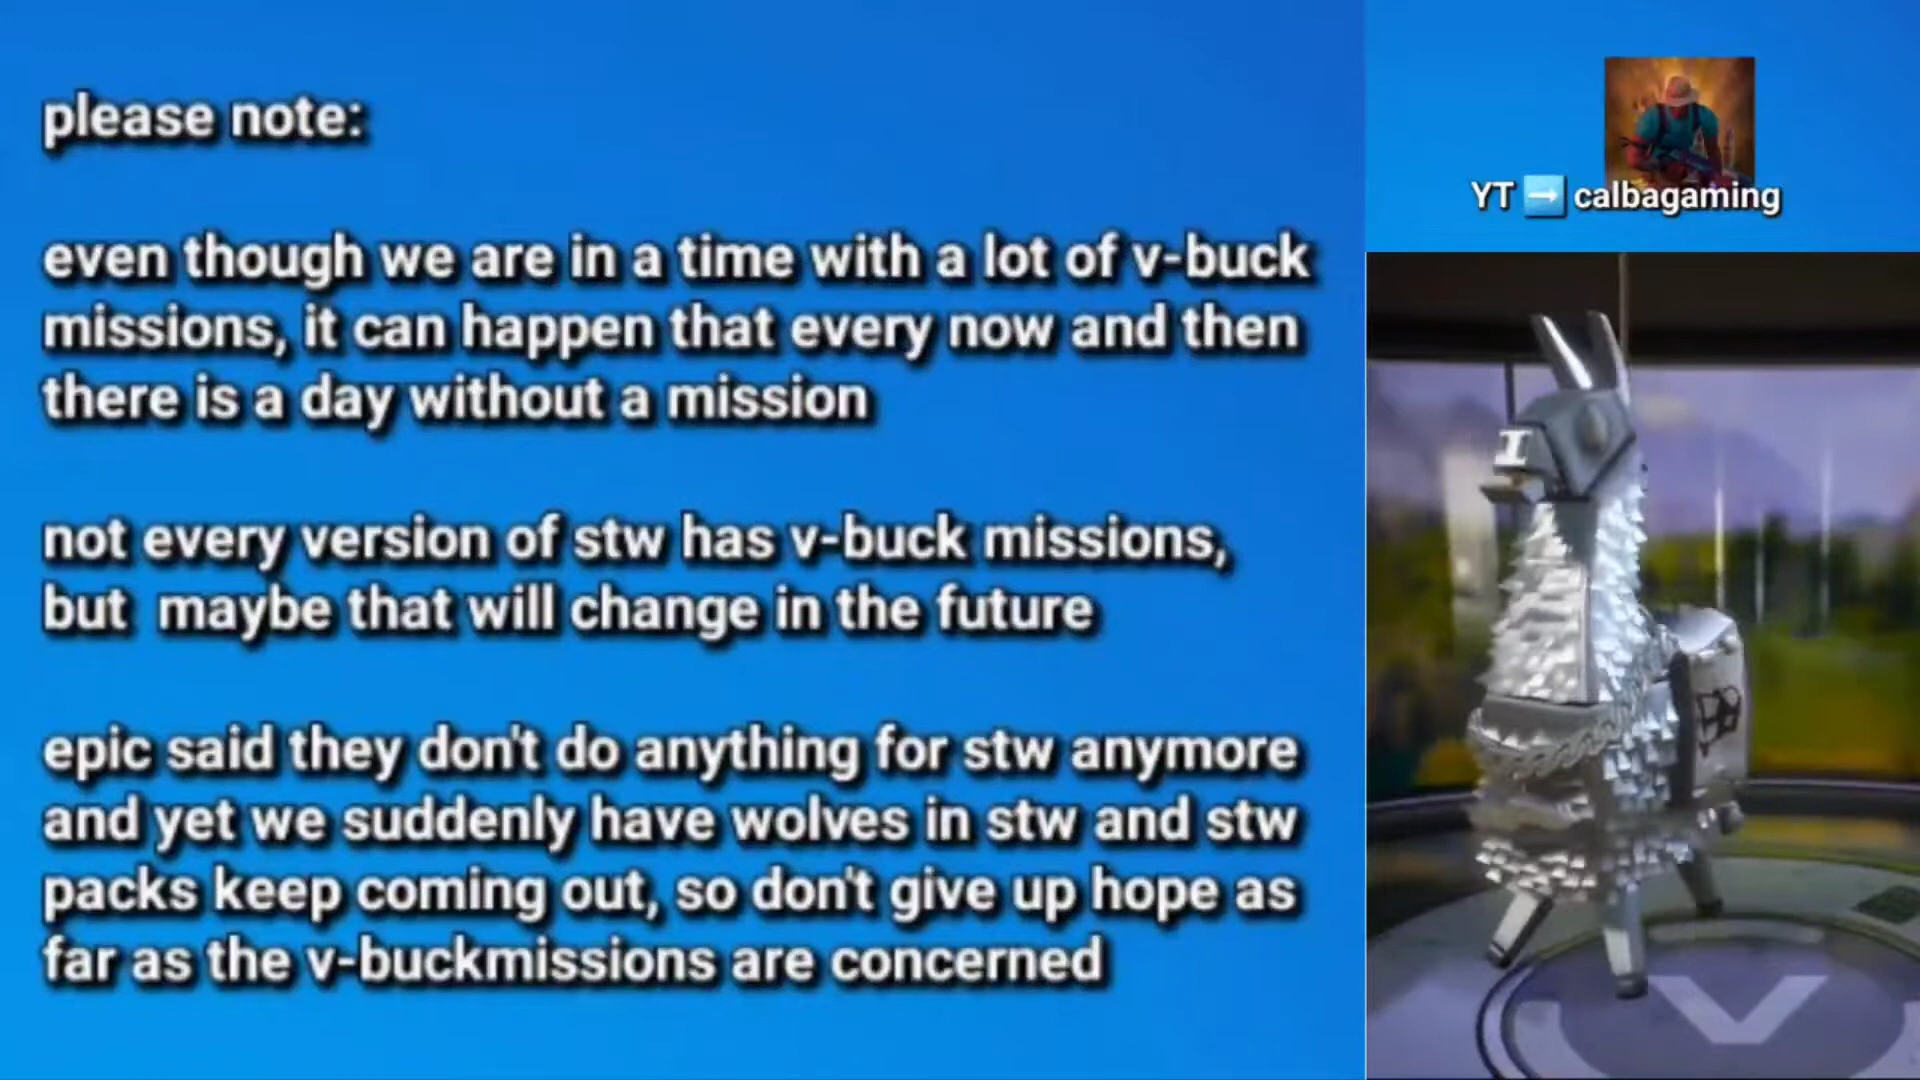 please note:
even though we are in a time with a lot of v-buck
missions, it can happen that every now and then
there is a day without a mission
not every version of stw has v-buck missions,
but maybe that will change in the future
epic said they don't do anything for stw anymore
and yet we suddenly have wolves in stw and stw
packs keep coming out, so don't give up hope as
far as the v-buckmissions are concerned
YT ➡ calbagaming